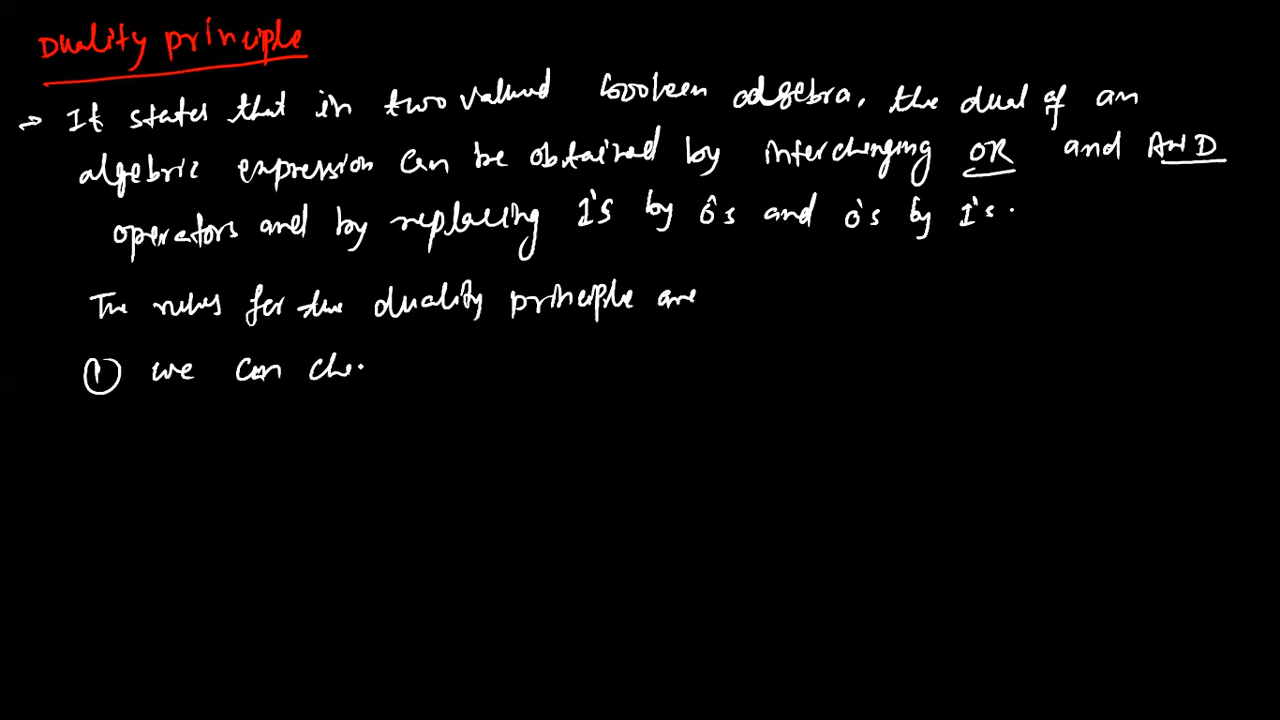 Duality principle
→ It states that in two valued boolean algebra, the dual of an
algebric expression can be obtained by interchanging OR and AND
operators and by replacing 1's by 0's and 0's by 1's.
The rules for the duality principle are
① we can cha